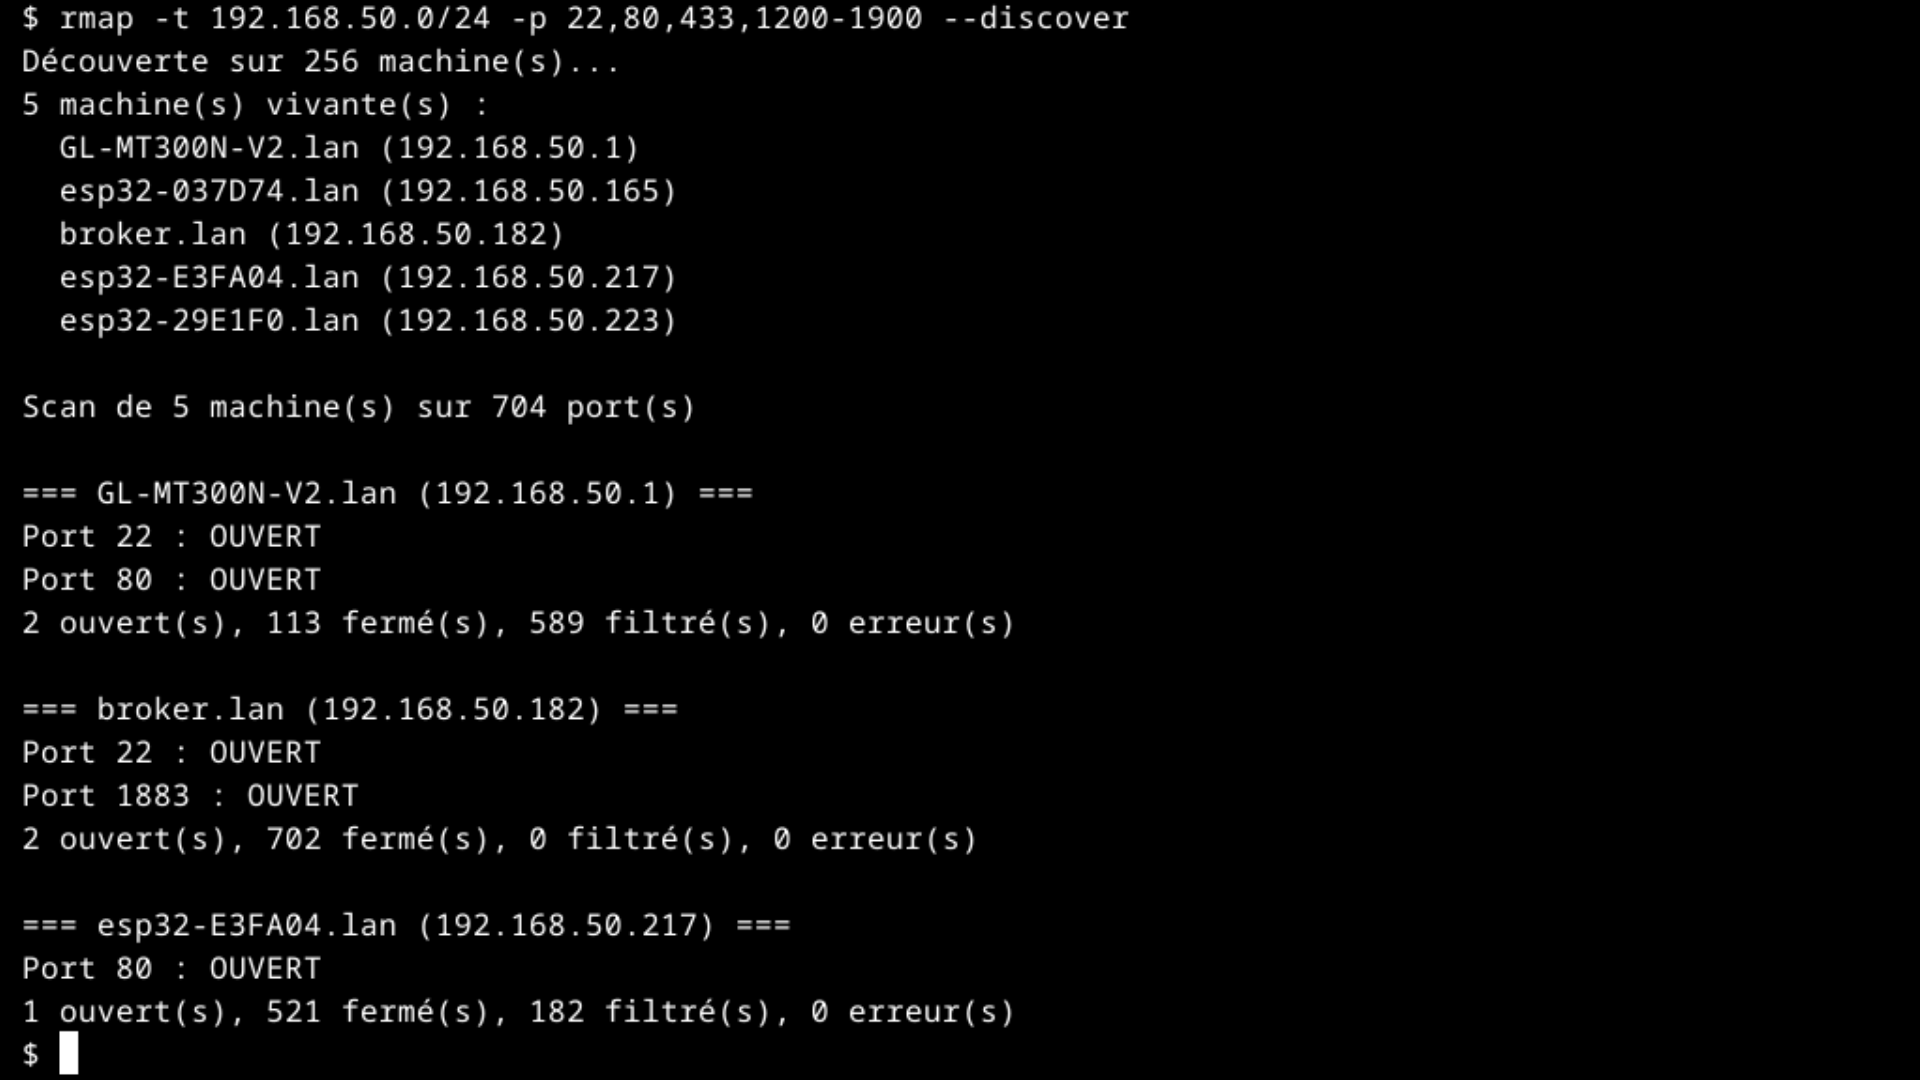 $ rmap -t 192.168.50.0/24 -p 22,80,433,1200-1900 --discover
Découverte sur 256 machine(s)...
5 machine(s) vivante(s) :
GL-MT300N-V2.lan (192.168.50.1)
esp32-037D74.lan (192.168.50.165)
broker.lan (192.168.50.182)
esp32-E3FA04.lan (192.168.50.217)
esp32-29E1F0.lan (192.168.50.223)
Scan de 5 machine(s) sur 704 port(s)
=== GL-MT300N-V2.lan (192.168.50.1) ===
Port 22 : OUVERT
Port 80 : OUVERT
2 ouvert(s), 113 fermé(s), 589 filtré(s), 0 erreur(s)
=== broker.lan (192.168.50.182) ===
Port 22 : OUVERT
Port 1883 : OUVERT
2 ouvert(s), 702 fermé(s), 0 filtré(s), 0 erreur(s)
=== esp32-E3FA04.lan (192.168.50.217) ===
Port 80 : OUVERT
1 ouvert(s), 521 fermé(s), 182 filtré(s), 0 erreur(s)
$